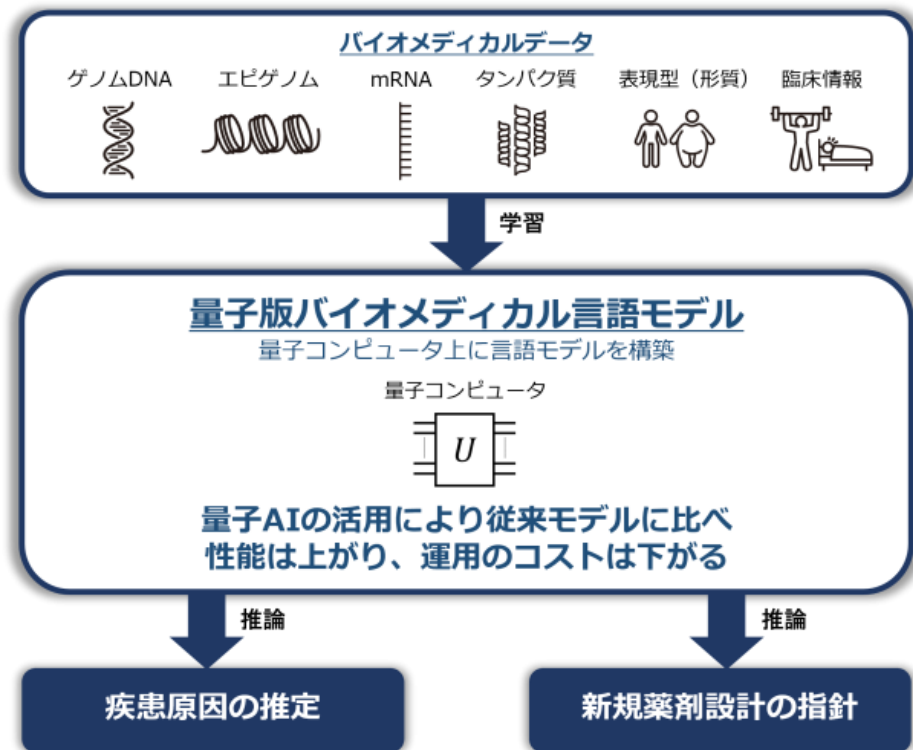 バイオメディカルデータ
ゲノムDNA エピゲノム mRNA タンパク質 表現型（形質） 臨床情報
学習
量子版バイオメディカル言語モデル
量子コンピュータ上に言語モデルを構築
量子コンピュータ
U
量子AIの活用により従来モデルに比べ
性能は上がり、運用のコストは下がる
推論 推論
疾患原因の推定 新規薬剤設計の指針